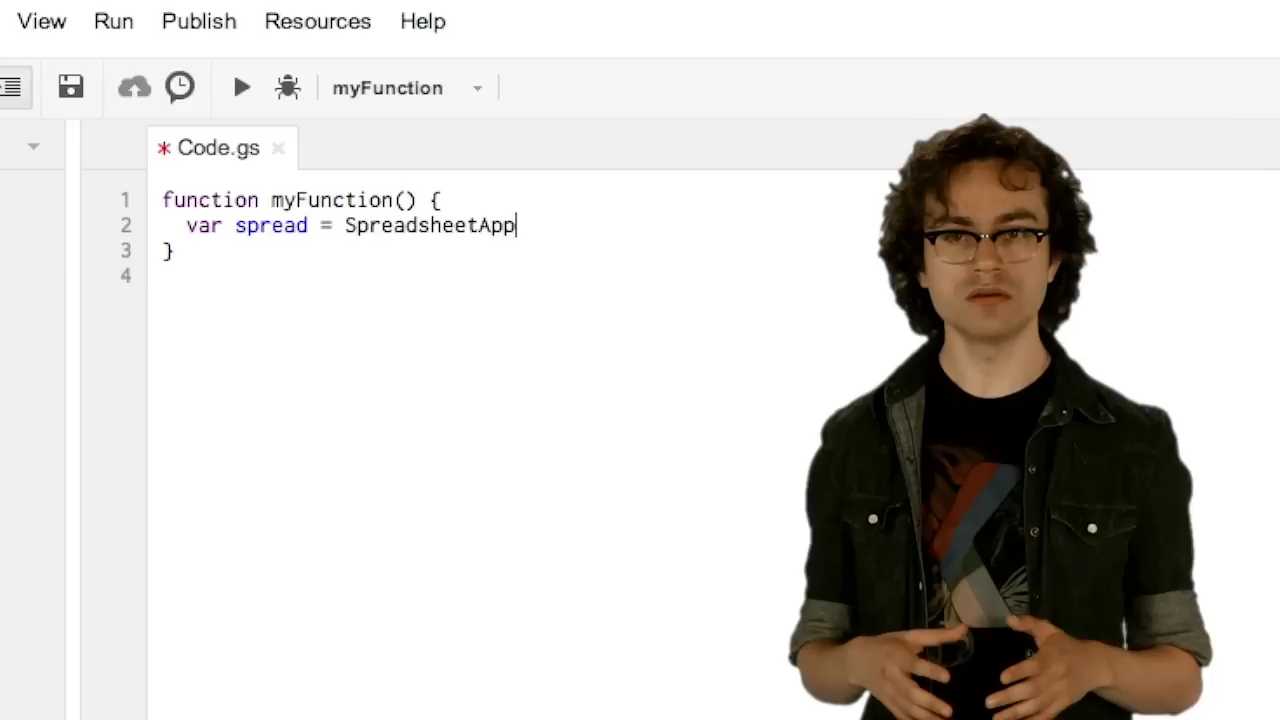 View Run Publish Resources Help
myFunction
* Code.gs ×
1 function myFunction() {
2 var spread = SpreadsheetApp
3 }
4